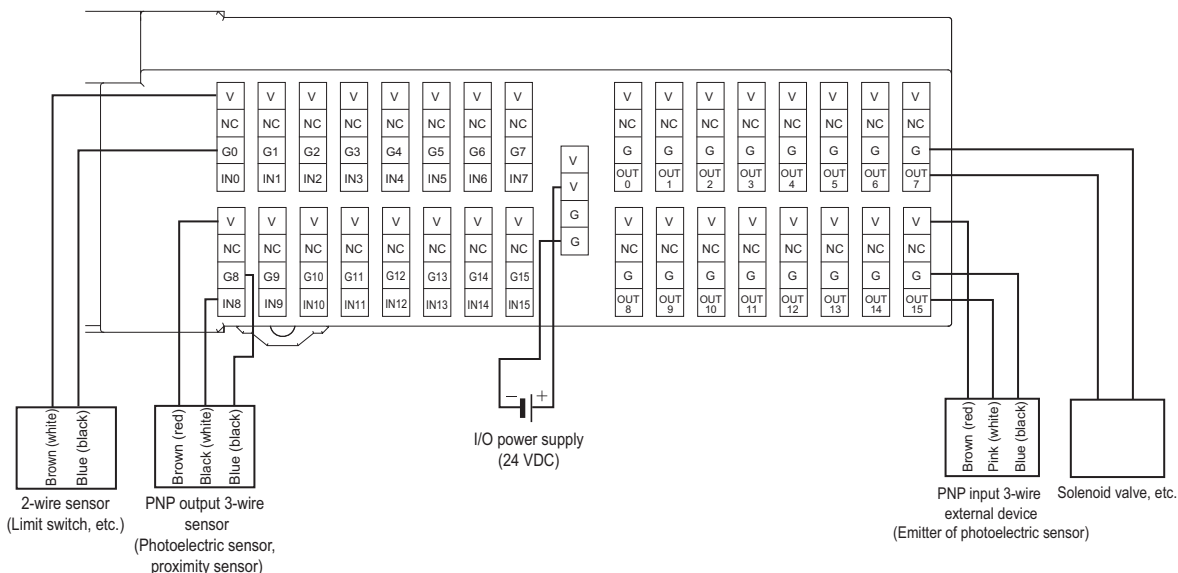 V V V V V V V V V V V V V V V V
NC NC NC NC NC NC NC NC NC NC NC NC NC NC NC NC
G0 G1 G2 G3 G4 G5 G6 G7 G G G G G G G G
IN0 IN1 IN2 IN3 IN4 IN5 IN6 IN7 OUT 0 OUT 1 OUT 2 OUT 3 OUT 4 OUT 5 OUT 6 OUT 7
V
V
G
G
V V V V V V V V V V V V V V V V
NC NC NC NC NC NC NC NC NC NC NC NC NC NC NC NC
G8 G9 G10 G11 G12 G13 G14 G15 G G G G G G G G
IN8 IN9 IN10 IN11 IN12 IN13 IN14 IN15 OUT 8 OUT 9 OUT 10 OUT 11 OUT 12 OUT 13 OUT 14 OUT 15
Brown (white)
Blue (black)
2-wire sensor
(Limit switch, etc.)
Brown (red)
Black (white)
Blue (black)
PNP output 3-wire
sensor
(Photoelectric sensor,
proximity sensor)
− +
I/O power supply
(24 VDC)
Brown (red)
Pink (white)
Blue (black)
PNP input 3-wire
external device
(Emitter of photoelectric sensor)
Solenoid valve, etc.